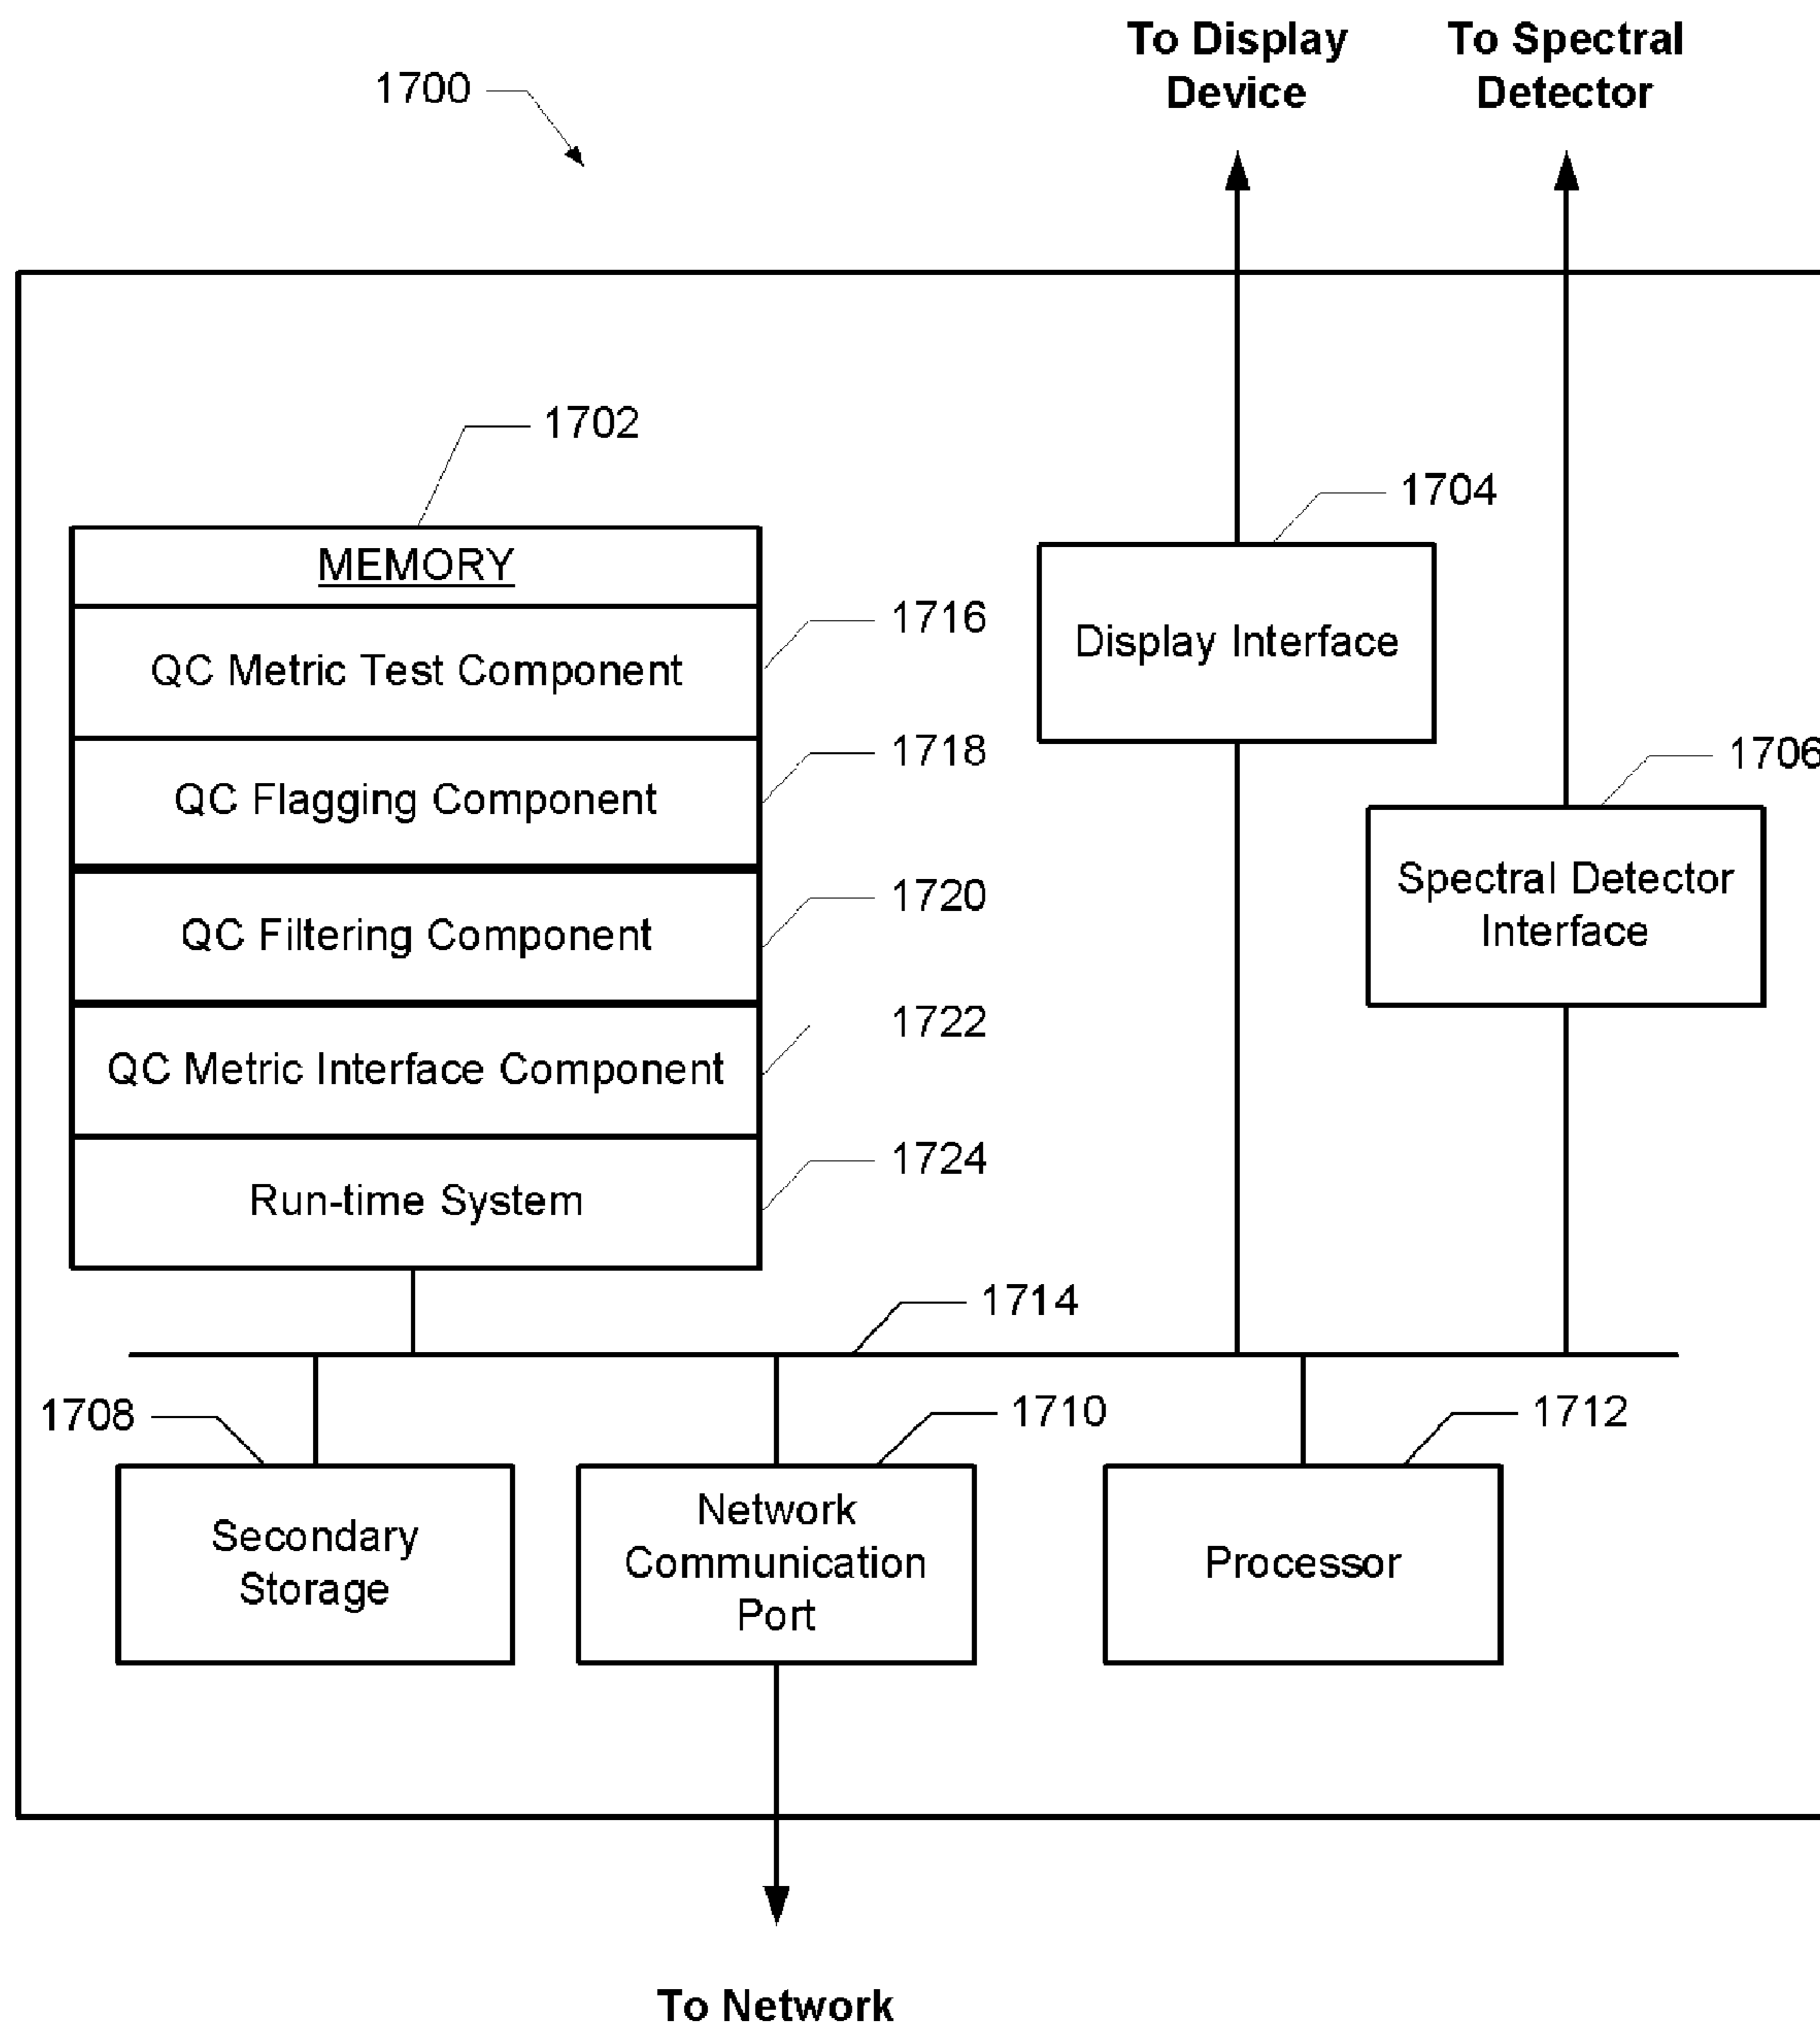 To Display
Device
To Spectral
Detector
1700
1702
1704
MEMORY
1716
QC Metric Test Component
Display Interface
1718
QC Flagging Component
1706
Spectral Detector
Interface
1720
QC Filtering Component
1722
QC Metric Interface Component
1724
Run-time System
1714
1708
1710
1712
Secondary
Storage
Network
Communication
Port
Processor
To Network